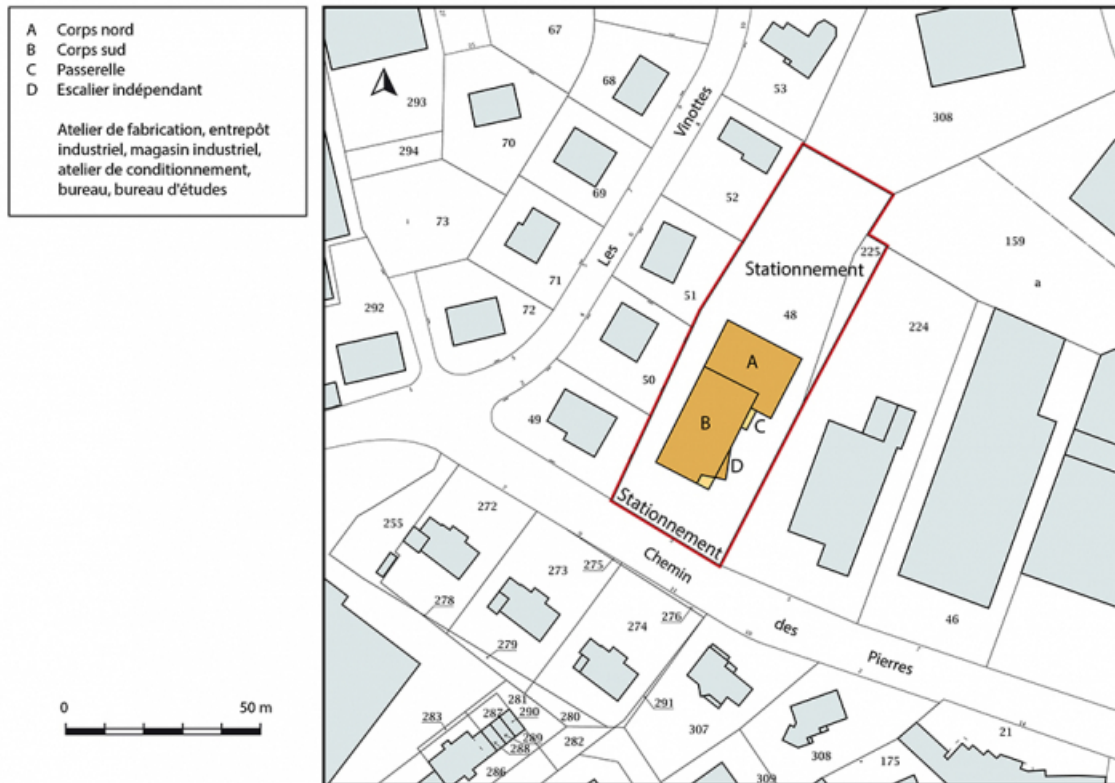 A Corps nord
B Corps sud
C Passerelle
D Escalier indépendant
Atelier de fabrication, entrepôt
industriel, magasin industriel,
atelier de conditionnement,
bureau, bureau d'études
0 50 m
67
68
53
293
308
70
Vinottes
294
69
52
73
159
Les
225
Stationnement
71
a
51
292
72
48
224
A
50
49
B
C
D
272
Stationnement
255
Chemin
273
275
278
276
274
des
46
279
Pierres
281
291
283
287
290
280
307
21
289
282
288
308
175
286
309